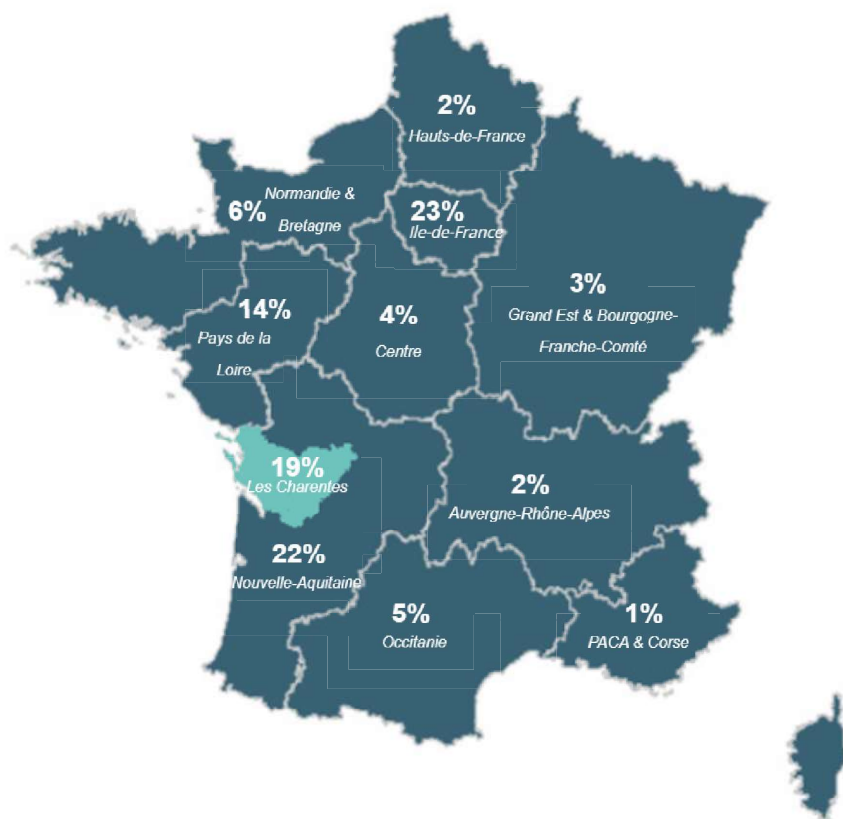 2%
Hauts-de-France
6%
Normandie &
Bretagne
23%
Ile-de-France
14%
Pays de la
Loire
4%
Centre
3%
Grand Est & Bourgogne-
Franche-Comté
19%
Les Charentes
2%
Auvergne-Rhône-Alpes
22%
Nouvelle-Aquitaine
5%
Occitanie
1%
PACA & Corse